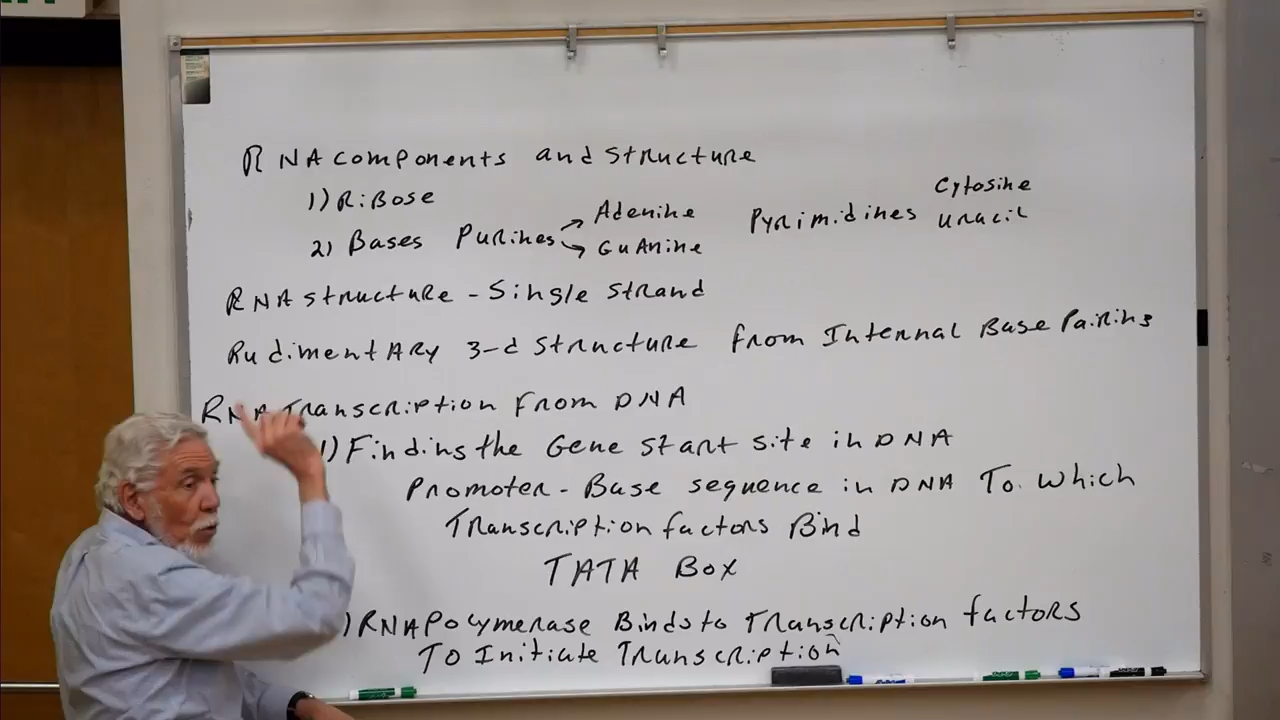 RNA components and structure
1) RiBose
2) Bases Purines Adenine GuAnine Pyrimidines Cytosine uracil
RNA structure - Single strand
RudimentARy 3-d structure from Internal Base Pairing
RNA Transcription from DNA
1) Finding the Gene start site in DNA
Promoter - Base sequence in DNA To which
Transcription factors Bind
TATA Box
) RNA Polymerase Binds to Transcription factors
To Initiate Transcription